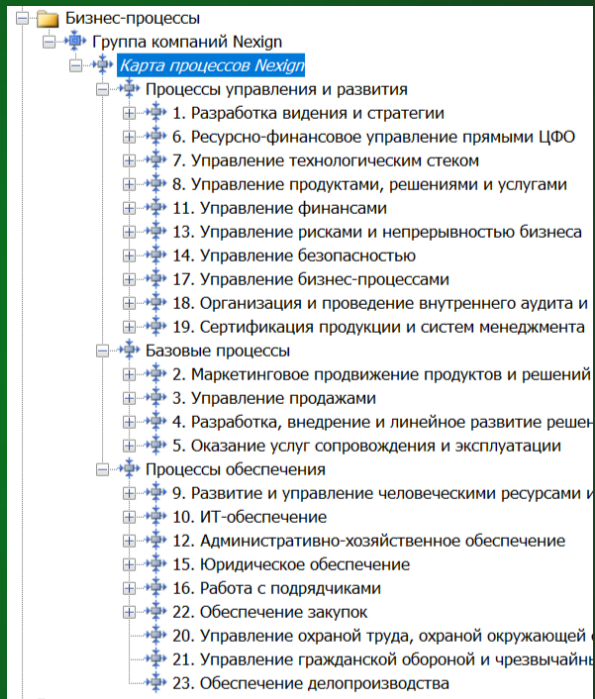 Бизнес-процессы
Группа компаний Nexign
Карта процессов Nexign
Процессы управления и развития
1. Разработка видения и стратегии
6. Ресурсно-финансовое управление прямыми ЦФО
7. Управление технологическим стеком
8. Управление продуктами, решениями и услугами
11. Управление финансами
13. Управление рисками и непрерывностью бизнеса
14. Управление безопасностью
17. Управление бизнес-процессами
18. Организация и проведение внутреннего аудита и
19. Сертификация продукции и систем менеджмента
Базовые процессы
2. Маркетинговое продвижение продуктов и решений
3. Управление продажами
4. Разработка, внедрение и линейное развитие решен
5. Оказание услуг сопровождения и эксплуатации
Процессы обеспечения
9. Развитие и управление человеческими ресурсами и
10. ИТ-обеспечение
12. Административно-хозяйственное обеспечение
15. Юридическое обеспечение
16. Работа с подрядчиками
22. Обеспечение закупок
20. Управление охраной труда, охраной окружающей
21. Управление гражданской обороной и чрезвычайн
23. Обеспечение делопроизводства